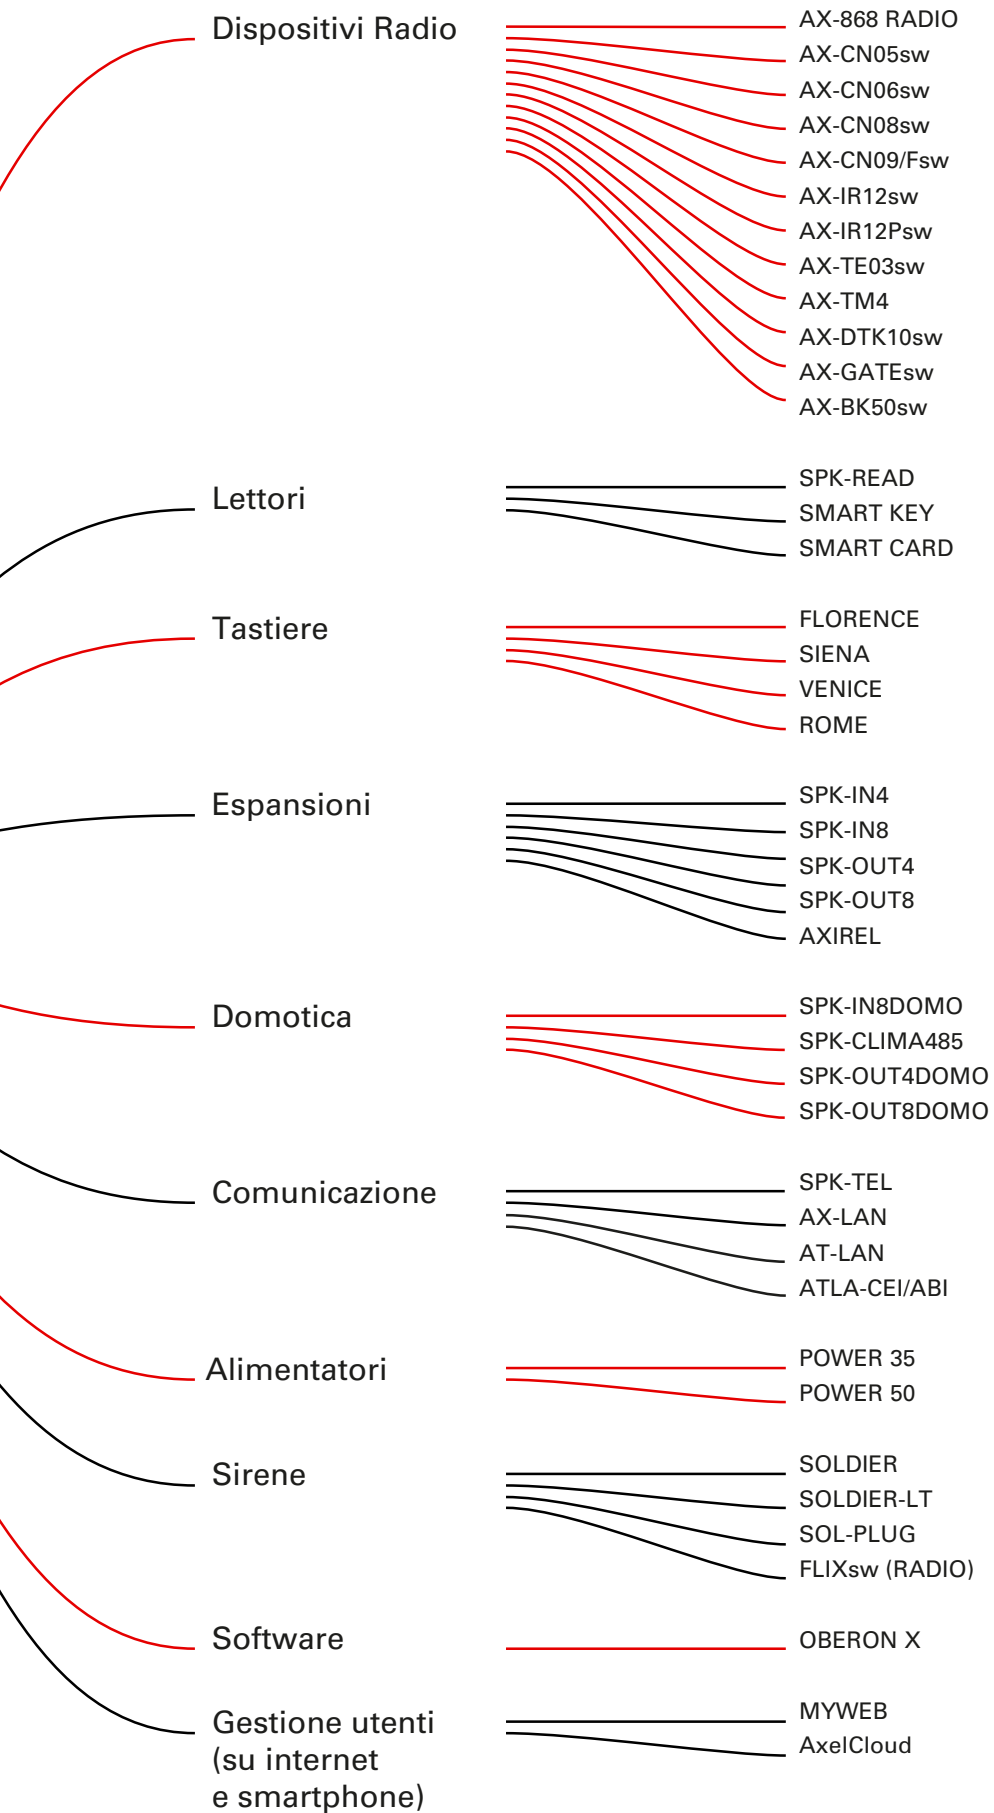 Dispositivi Radio
AX-868 RADIO
AX-CN05sw
AX-CN06sw
AX-CN08sw
AX-CN09/Fsw
AX-IR12sw
AX-IR12Psw
AX-TE03sw
AX-TM4
AX-DTK10sw
AX-GATEsw
AX-BK50sw
Lettori
SPK-READ
SMART KEY
SMART CARD
Tastiere
FLORENCE
SIENA
VENICE
ROME
Espansioni
SPK-IN4
SPK-IN8
SPK-OUT4
SPK-OUT8
AXIREL
Domotica
SPK-IN8DOMO
SPK-CLIMA485
SPK-OUT4DOMO
SPK-OUT8DOMO
Comunicazione
SPK-TEL
AX-LAN
AT-LAN
ATLA-CEI/ABI
Alimentatori
POWER 35
POWER 50
Sirene
SOLDIER
SOLDIER-LT
SOL-PLUG
FLIXsw (RADIO)
Software
OBERON X
Gestione utenti
(su internet
e smartphone)
MYWEB
AxelCloud